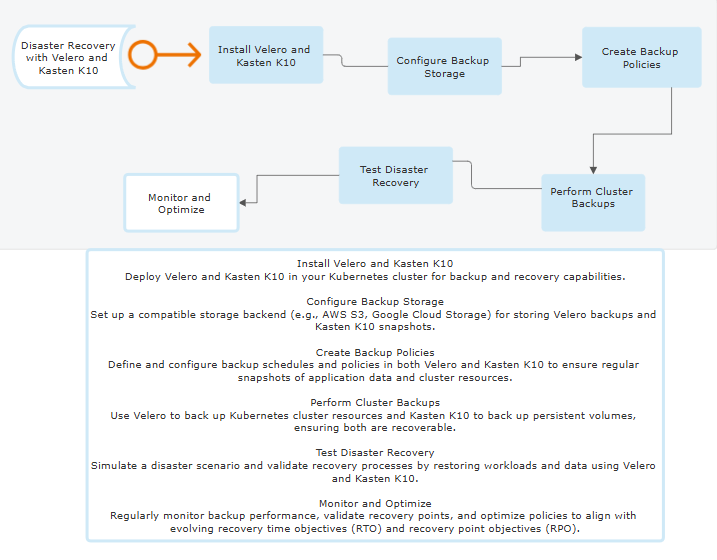 Disaster Recovery
with Velero and
Kasten K10
Install Velero and
Kasten K10
Configure Backup
Storage
Create Backup
Policies
Perform Cluster
Backups
Test Disaster
Recovery
Monitor and
Optimize
Install Velero and Kasten K10
Deploy Velero and Kasten K10 in your Kubernetes cluster for backup and recovery capabilities.
Configure Backup Storage
Set up a compatible storage backend (e.g., AWS S3, Google Cloud Storage) for storing Velero backups and
Kasten K10 snapshots.
Create Backup Policies
Define and configure backup schedules and policies in both Velero and Kasten K10 to ensure regular
snapshots of application data and cluster resources.
Perform Cluster Backups
Use Velero to back up Kubernetes cluster resources and Kasten K10 to back up persistent volumes,
ensuring both are recoverable.
Test Disaster Recovery
Simulate a disaster scenario and validate recovery processes by restoring workloads and data using Velero
and Kasten K10.
Monitor and Optimize
Regularly monitor backup performance, validate recovery points, and optimize policies to align with
evolving recovery time objectives (RTO) and recovery point objectives (RPO).